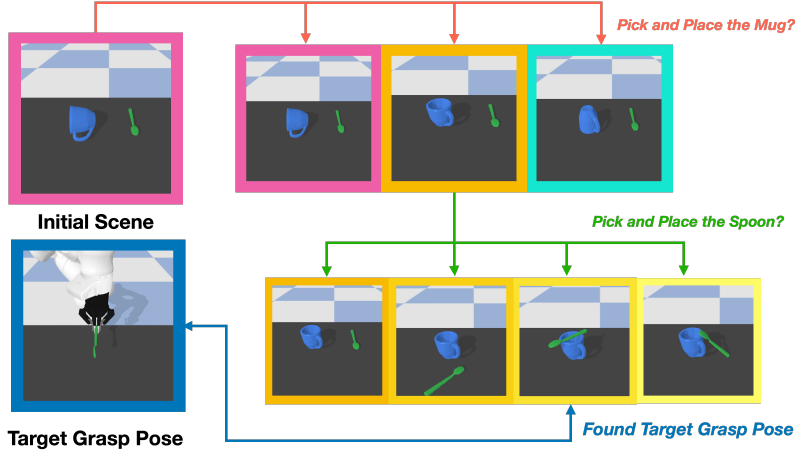 Pick and Place the Mug?
Initial Scene
Pick and Place the Spoon?
Target Grasp Pose
Found Target Grasp Pose